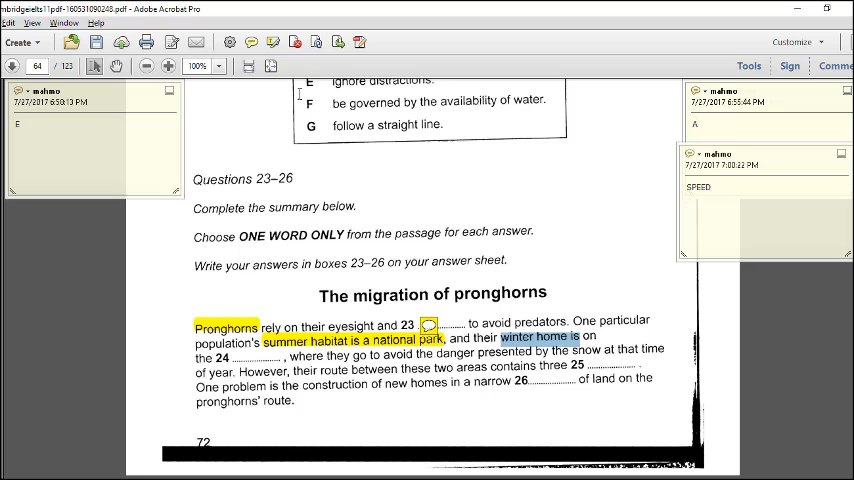 mbridgeielts11pdf-160531090248.pdf - Adobe Acrobat Pro
Edit View Window Help
Create Customize
64 / 123 100% Tools Sign Comme
mahmo
7/27/2017 6:50:13 PM
E
mahmo
7/27/2017 6:55:44 PM
A
mahmo
7/27/2017 7:00:22 PM
SPEED
E ignore distractions.
F be governed by the availability of water.
G follow a straight line.
Questions 23–26
Complete the summary below.
Choose ONE WORD ONLY from the passage for each answer.
Write your answers in boxes 23–26 on your answer sheet.
The migration of pronghorns
Pronghorns rely on their eyesight and 23 .................. to avoid predators. One particular
population's summer habitat is a national park, and their winter home is on
the 24 .................. , where they go to avoid the danger presented by the snow at that time
of year. However, their route between these two areas contains three 25 .................. .
One problem is the construction of new homes in a narrow 26 .................. of land on the
pronghorns' route.
72